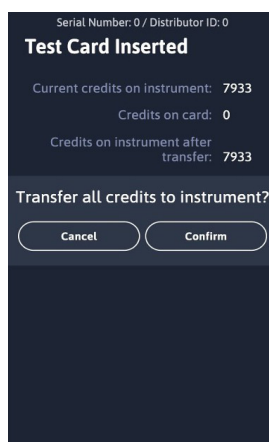 Serial Number: 0 / Distributor ID: 0
Test Card Inserted
Current credits on instrument: 7933
Credits on card: 0
Credits on instrument after
transfer: 7933
Transfer all credits to instrument?
Cancel Confirm